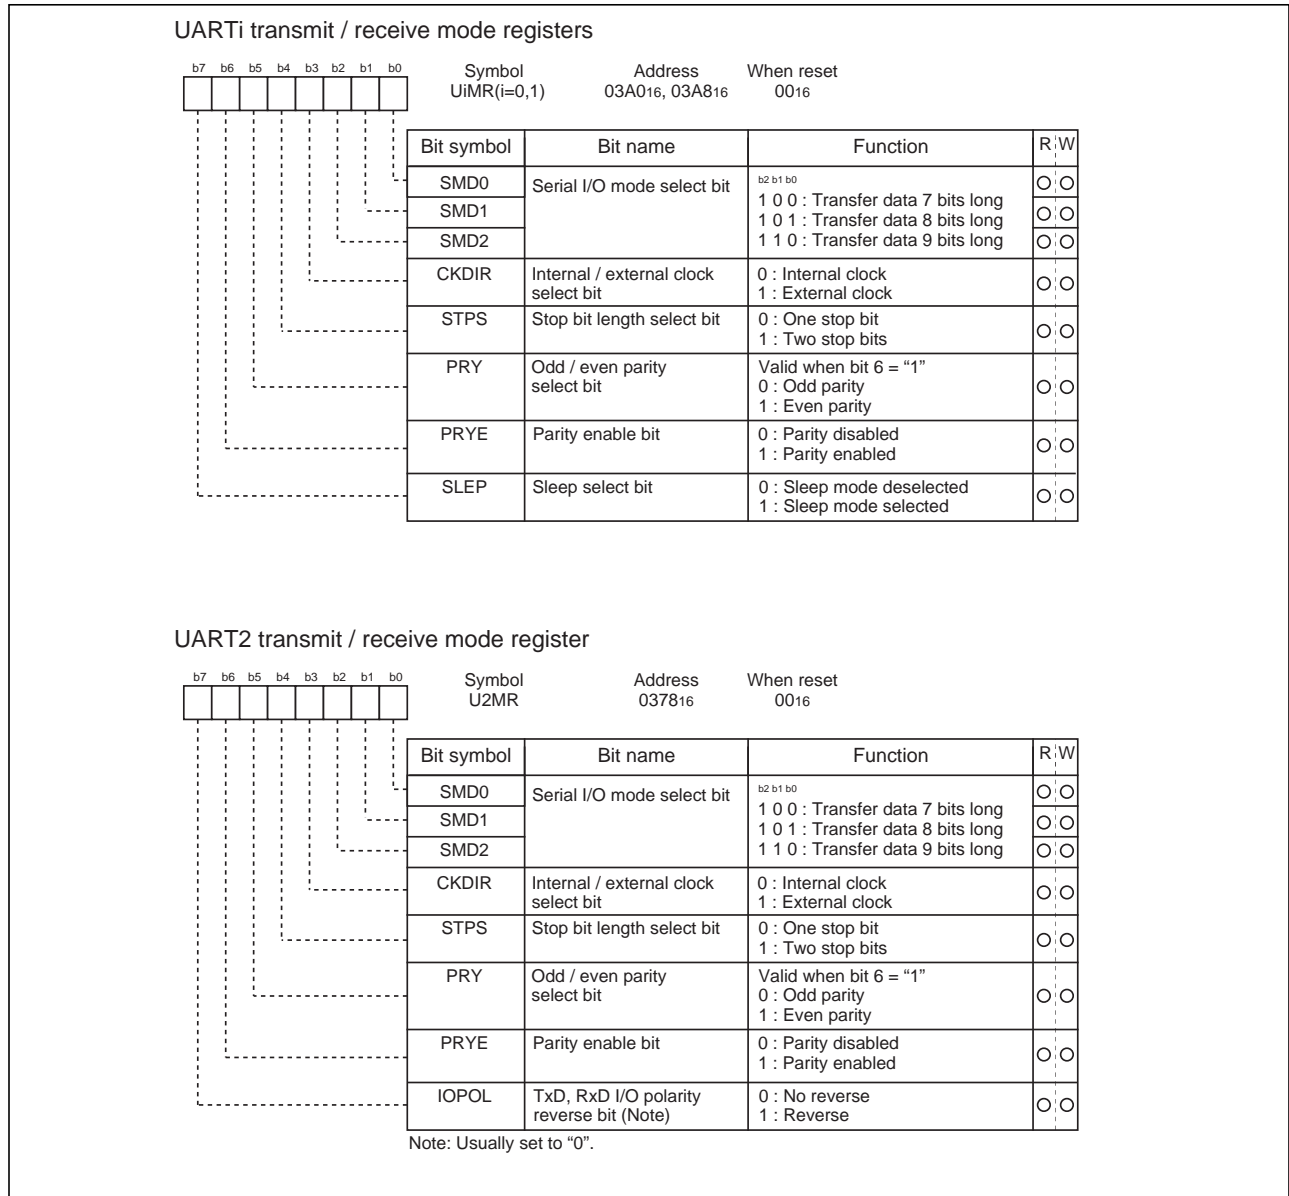 UARTi transmit / receive mode registers
b7 b6 b5 b4 b3 b2 b1 b0
Symbol Address When reset
UiMR(i=0,1) 03A016, 03A816 0016
Bit symbol Bit name Function R W
SMD0 Serial I/O mode select bit b2 b1 b0
1 0 0 : Transfer data 7 bits long
SMD1
1 0 1 : Transfer data 8 bits long
SMD2 1 1 0 : Transfer data 9 bits long
CKDIR Internal / external clock 0 : Internal clock
select bit 1 : External clock
STPS Stop bit length select bit 0 : One stop bit
1 : Two stop bits
PRY Odd / even parity Valid when bit 6 = “1”
select bit 0 : Odd parity
1 : Even parity
PRYE Parity enable bit 0 : Parity disabled
1 : Parity enabled
SLEP Sleep select bit 0 : Sleep mode deselected
1 : Sleep mode selected
UART2 transmit / receive mode register
b7 b6 b5 b4 b3 b2 b1 b0
Symbol Address When reset
U2MR 037816 0016
Bit symbol Bit name Function R W
SMD0 Serial I/O mode select bit b2 b1 b0
1 0 0 : Transfer data 7 bits long
SMD1
1 0 1 : Transfer data 8 bits long
SMD2 1 1 0 : Transfer data 9 bits long
CKDIR Internal / external clock 0 : Internal clock
select bit 1 : External clock
STPS Stop bit length select bit 0 : One stop bit
1 : Two stop bits
PRY Odd / even parity Valid when bit 6 = “1”
select bit 0 : Odd parity
1 : Even parity
PRYE Parity enable bit 0 : Parity disabled
1 : Parity enabled
IOPOL TxD, RxD I/O polarity 0 : No reverse
reverse bit (Note) 1 : Reverse
Note: Usually set to “0”.